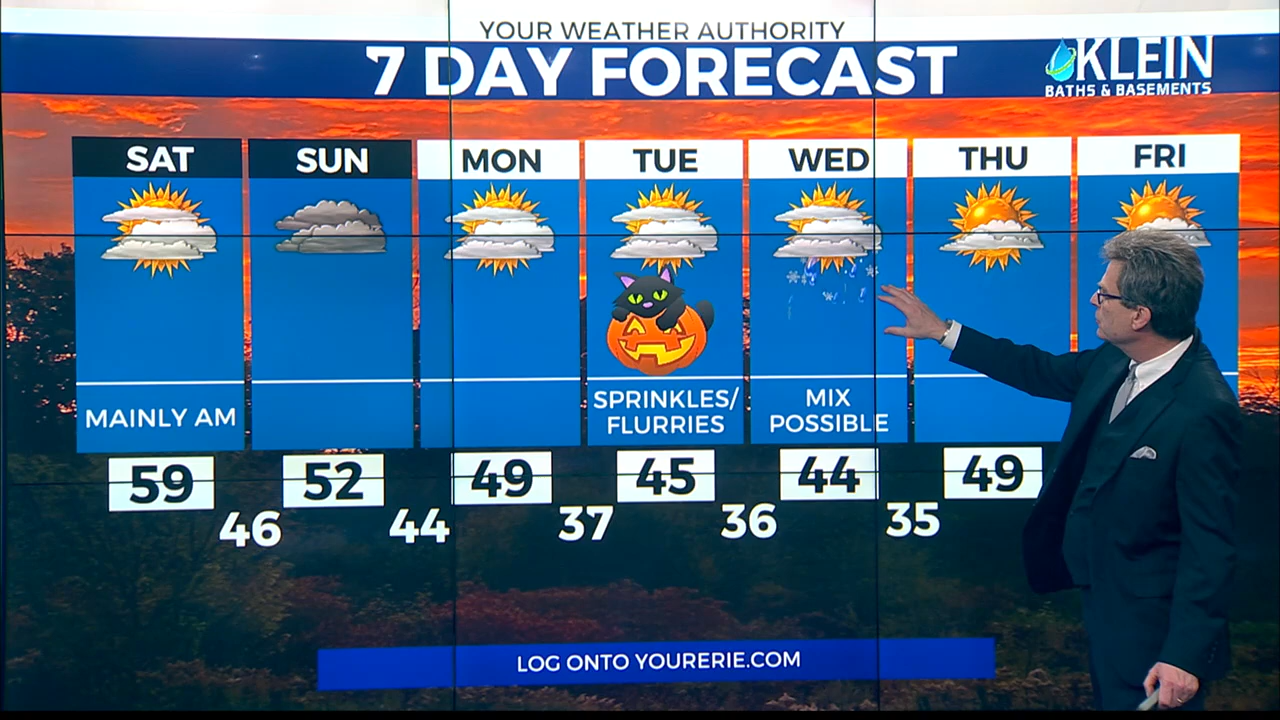 YOUR WEATHER AUTHORITY
7 DAY FORECAST
KLEIN
BATHS & BASEMENTS
SAT
SUN
MON
TUE
WED
THU
FRI
MAINLY AM
SPRINKLES/
FLURRIES
MIX
POSSIBLE
59
52
49
45
44
49
46
44
37
36
35
LOG ONTO YOURERIE.COM